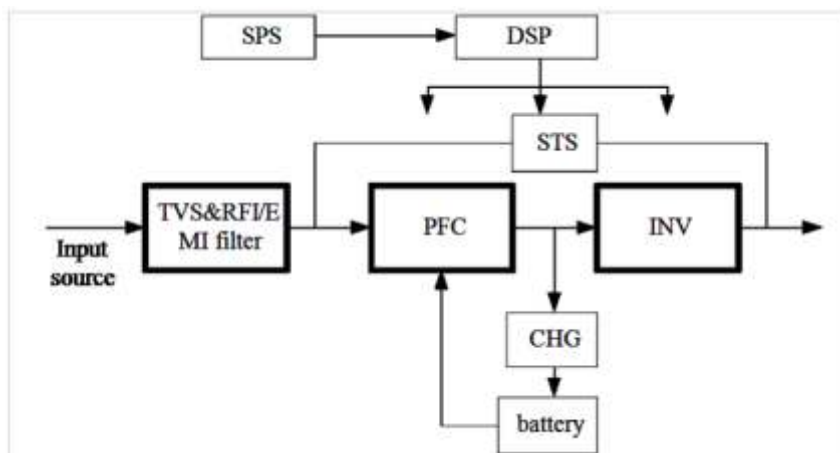 SPS
DSP
STS
TVS&RFI/E
MI filter
PFC
INV
Input
source
CHG
battery